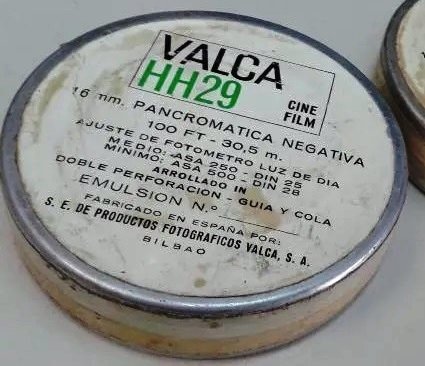 VALCA
HH29
CINE
FILM
16 mm. PANCROMATICA NEGATIVA
100 FT - 30,5 m.
AJUSTE DE FOTOMETRO LUZ DE DIA
MEDIO: ASA 250 - DIN 25
MINIMO: ASA 500 - DIN 28
ARROLLADO IN
DOBLE PERFORACION - GUIA Y COLA
EMULSION N.º
FABRICADO EN ESPAÑA POR:
S. E. DE PRODUCTOS FOTOGRAFICOS VALCA, S. A.
BILBAO